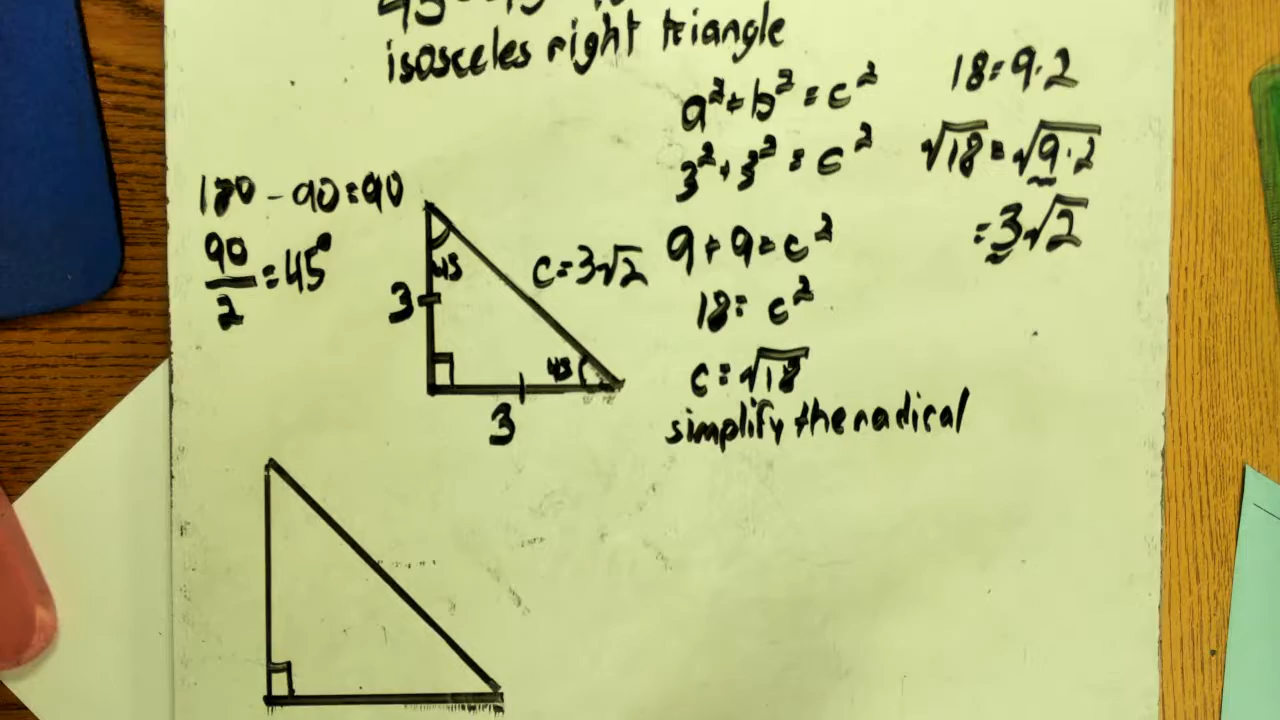 isosceles right triangle
180 - 90 = 90
90/2 = 45°
45
3
c = 3√2
45
3
a² + b² = c²
3² + 3² = c²
9 + 9 = c²
18 = c²
c = √18
simplify the radical
18 = 9·2
√18 = √9·2
= 3√2